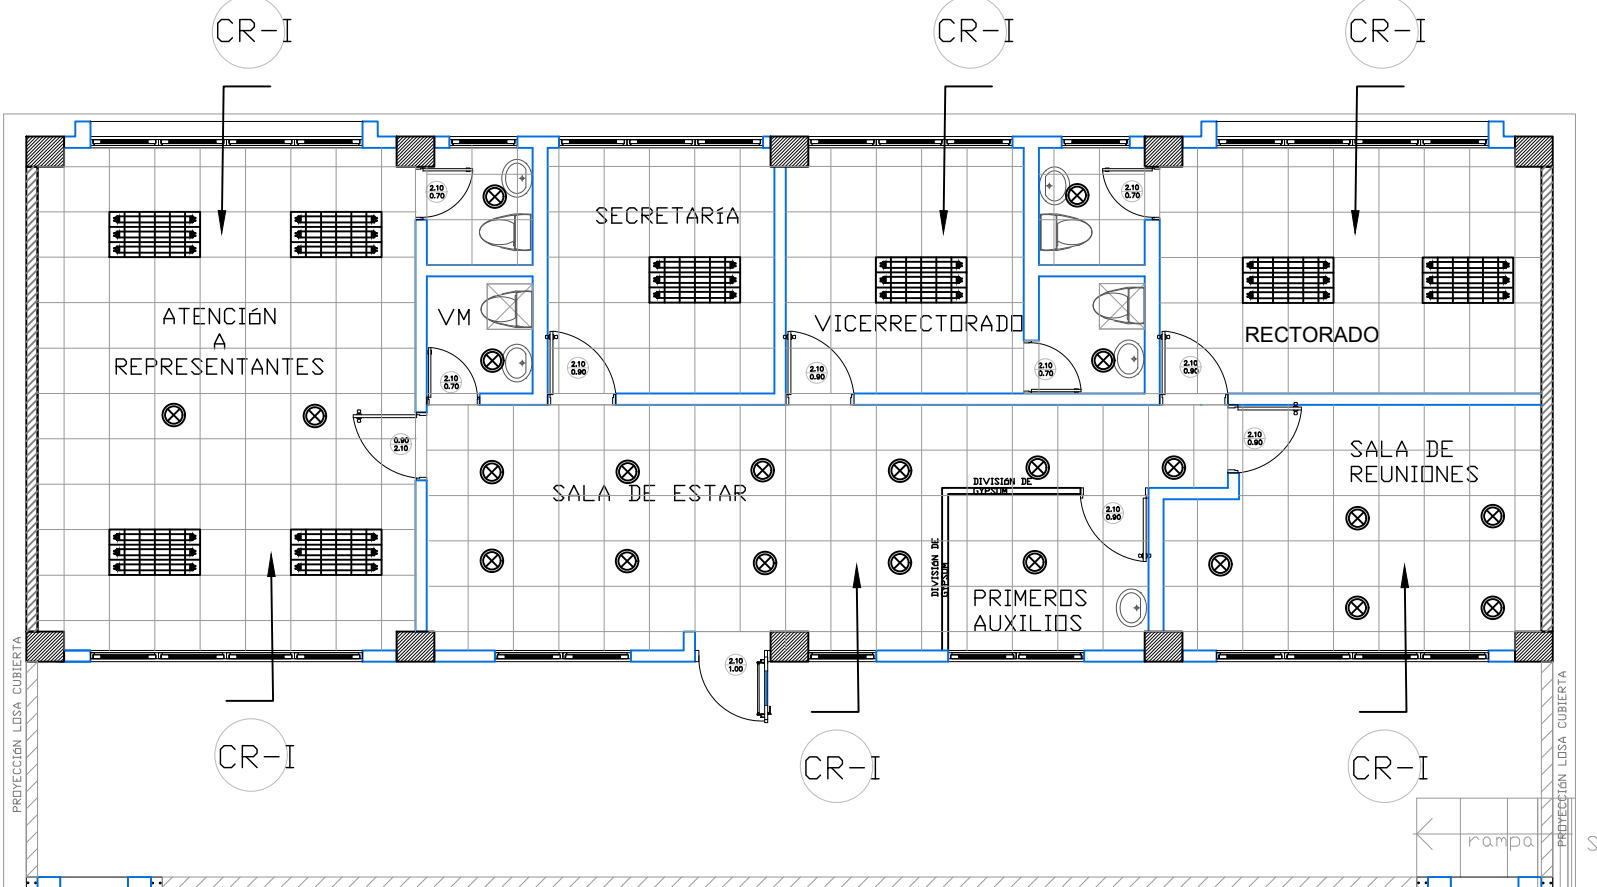 CR-I
CR-I
CR-I
2.10
0.70
2.10
0.70
SECRETARíA
ATENCIóN
A
REPRESENTANTES
VM
VICERRECTORADO
RECTORADO
2.10
0.70
2.10
0.90
2.10
0.90
2.10
0.70
2.10
0.90
0.90
2.10
2.10
0.90
SALA DE
REUNIONES
SALA DE ESTAR
DIVISIóN DE
GYPSUM
2.10
0.90
DIVISIóN DE
GYPSUM
PRIMEROS
AUXILIOS
2.10
1.00
PROYECCIóN LOSA CUBIERTA
PROYECCIóN LOSA CUBIERTA
CR-I
CR-I
CR-I
rampa
S